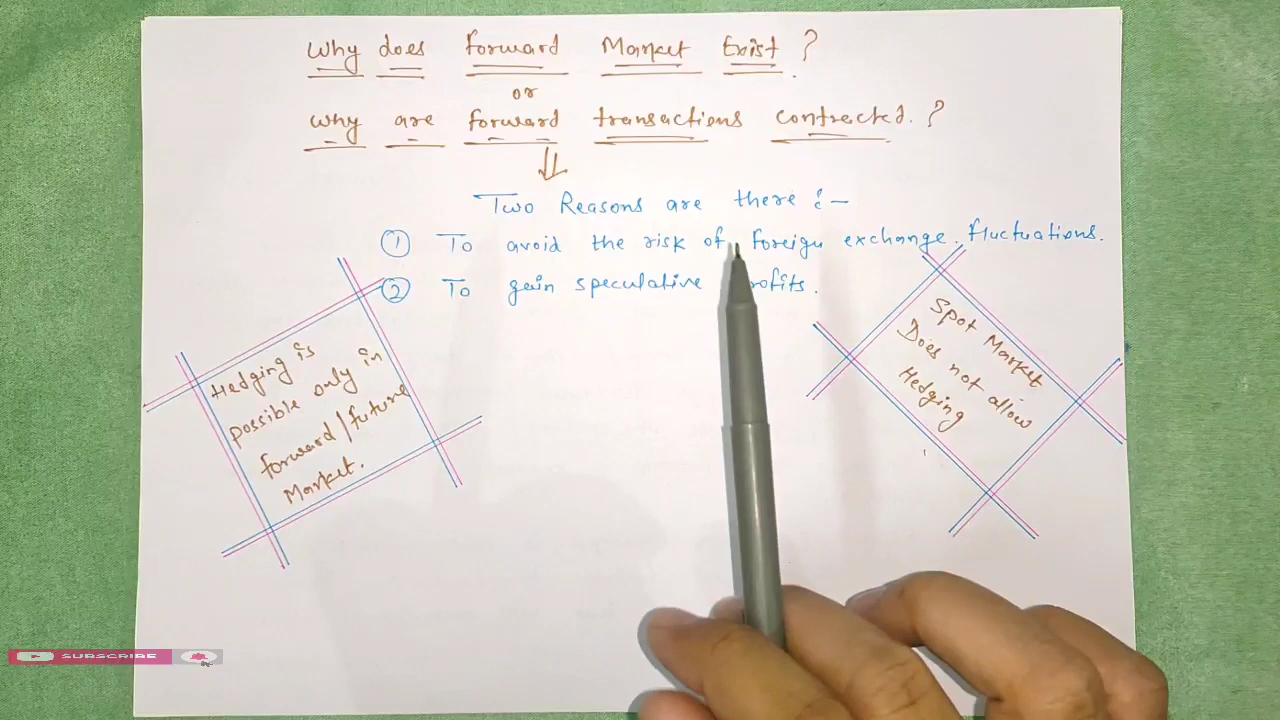 Why does forward Market Exist ?
or
why are forward transactions contracted. ?
Two Reasons are there :-
1 To avoid the risk of foreign exchange fluctuations.
2 To gain speculative profits.
Hedging is
possible only in
forward/future
Market.
Spot Market
Does not allow
Hedging
SUBSCRIBE